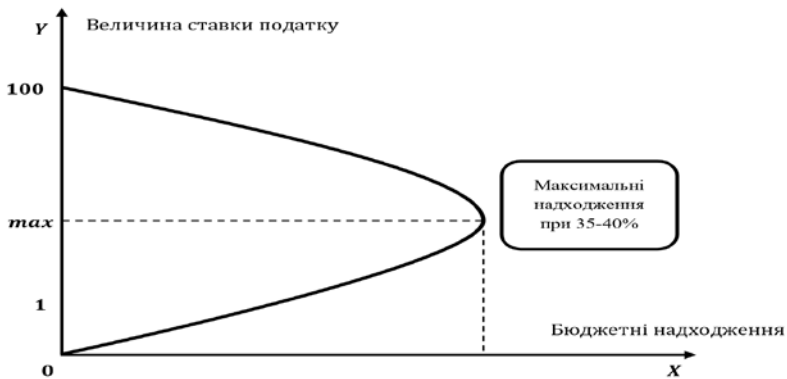 Y
Величина ставки податку
100
Максимальні
надходження
при 35-40%
max
1
Бюджетні надходження
0
X